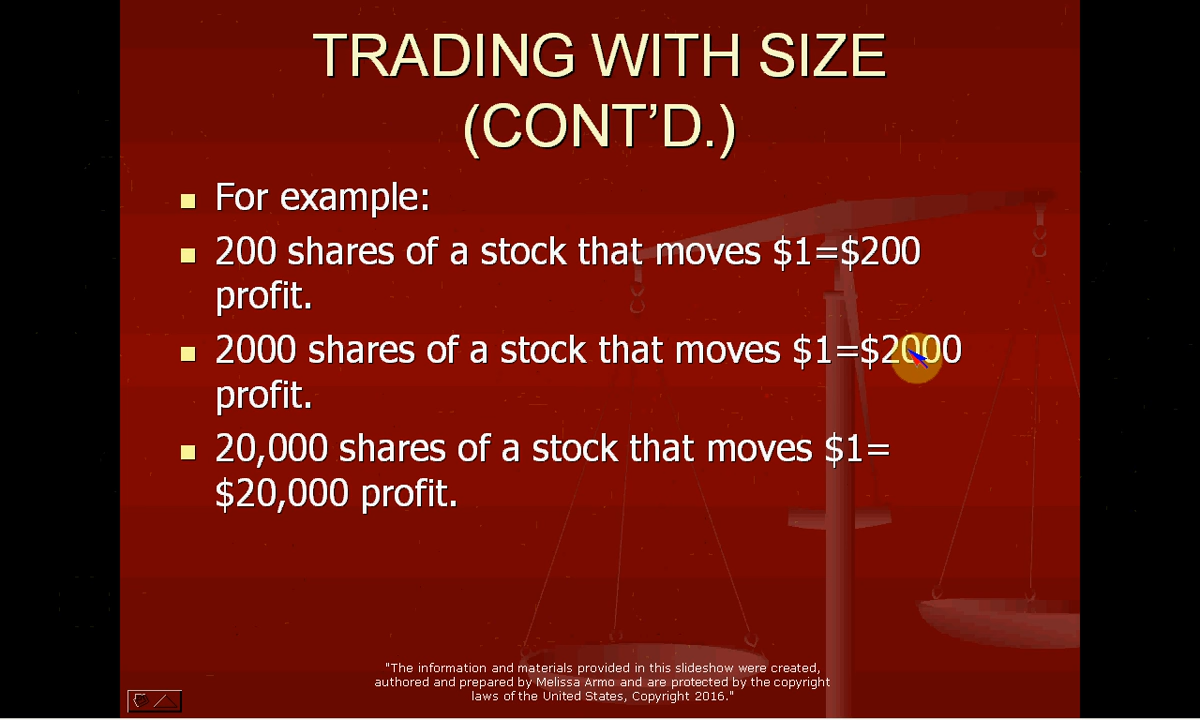 TRADING WITH SIZE
(CONT’D.)
For example:
200 shares of a stock that moves $1=$200
profit.
2000 shares of a stock that moves $1=$2000
profit.
20,000 shares of a stock that moves $1=
$20,000 profit.
"The information and materials provided in this slideshow were created,
authored and prepared by Melissa Armo and are protected by the copyright
laws of the United States, Copyright 2016."